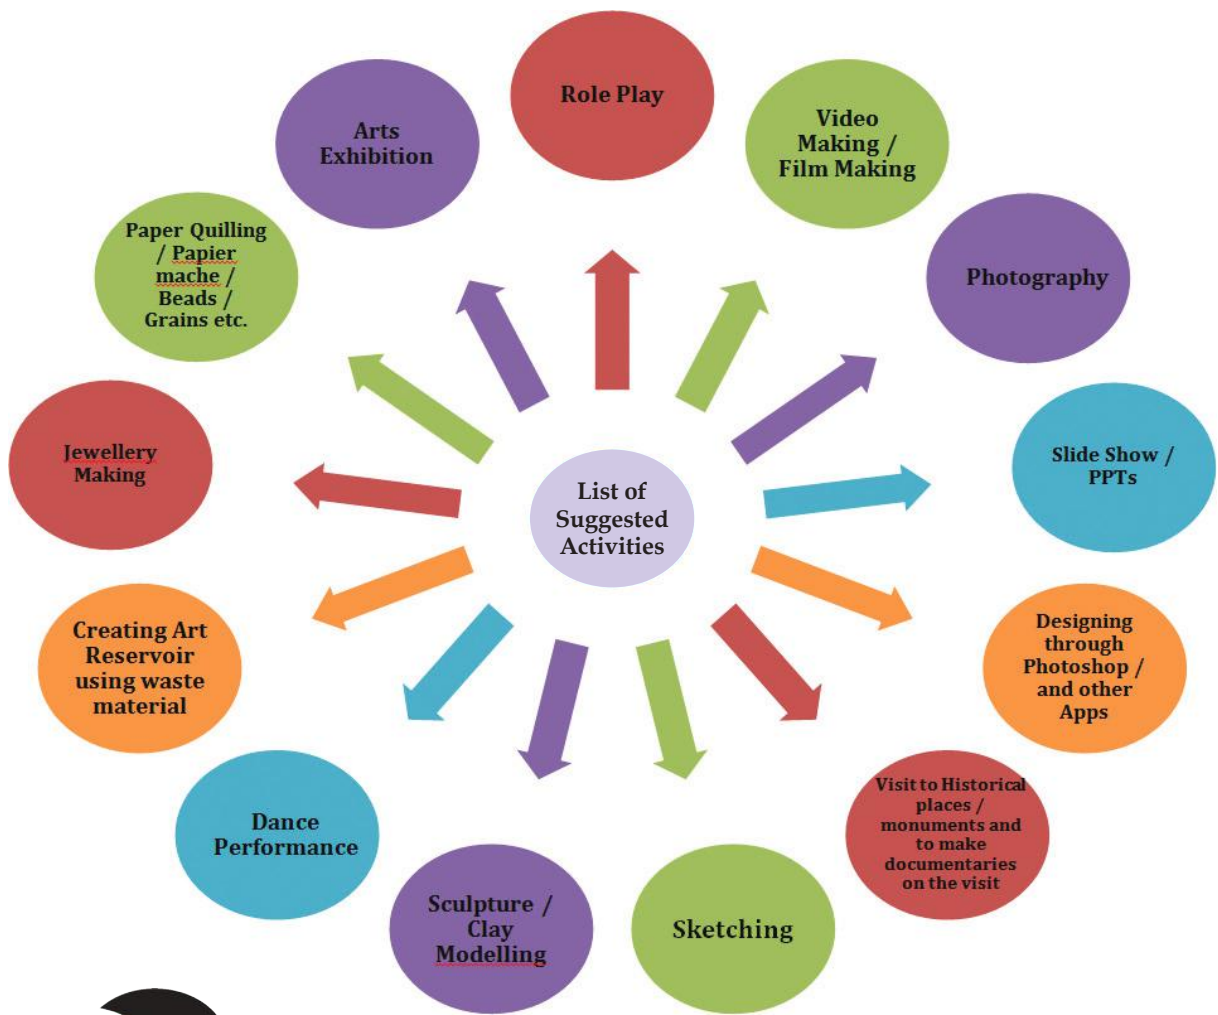 Role Play
Video
Making /
Film Making
Photography
Slide Show /
PPTs
Designing
through
Photoshop /
and other
Apps
Visit to Historical
places /
monuments and
to make
documentaries
on the visit
Sketching
Sculpture /
Clay
Modelling
Dance
Performance
Creating Art
Reservoir
using waste
material
Jewellery
Making
Paper Quilling
/ Papier
mache /
Beads /
Grains etc.
Arts
Exhibition
List of
Suggested
Activities